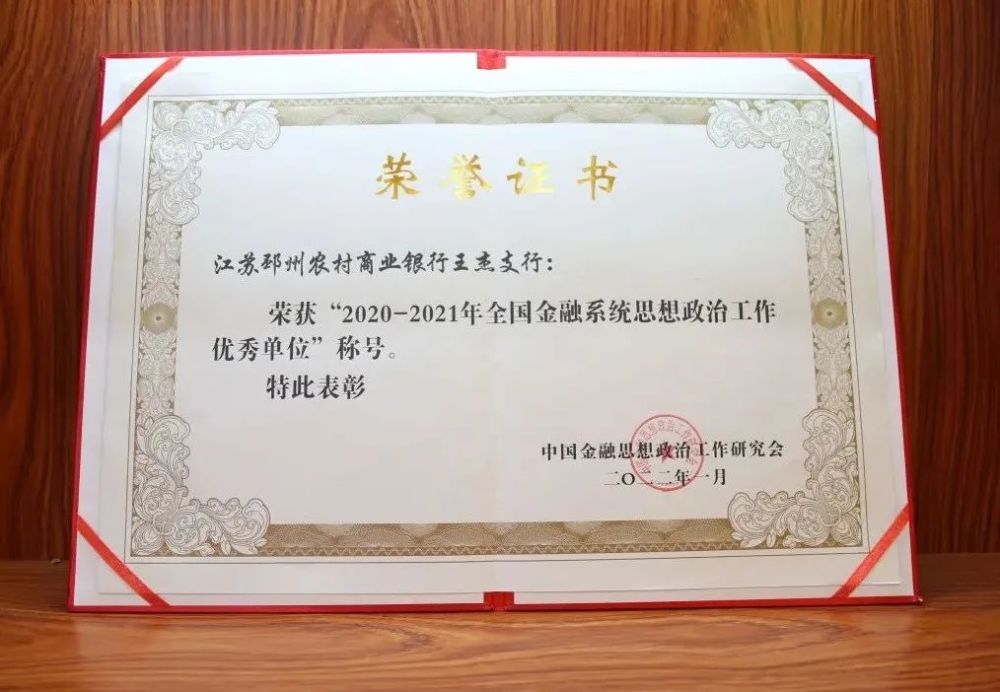 荣誉证书
江苏邳州农村商业银行王杰支行：
荣获“2020-2021年全国金融系统思想政治工作
优秀单位”称号。
特此表彰
中国金融思想政治工作研究会
二〇二二年一月